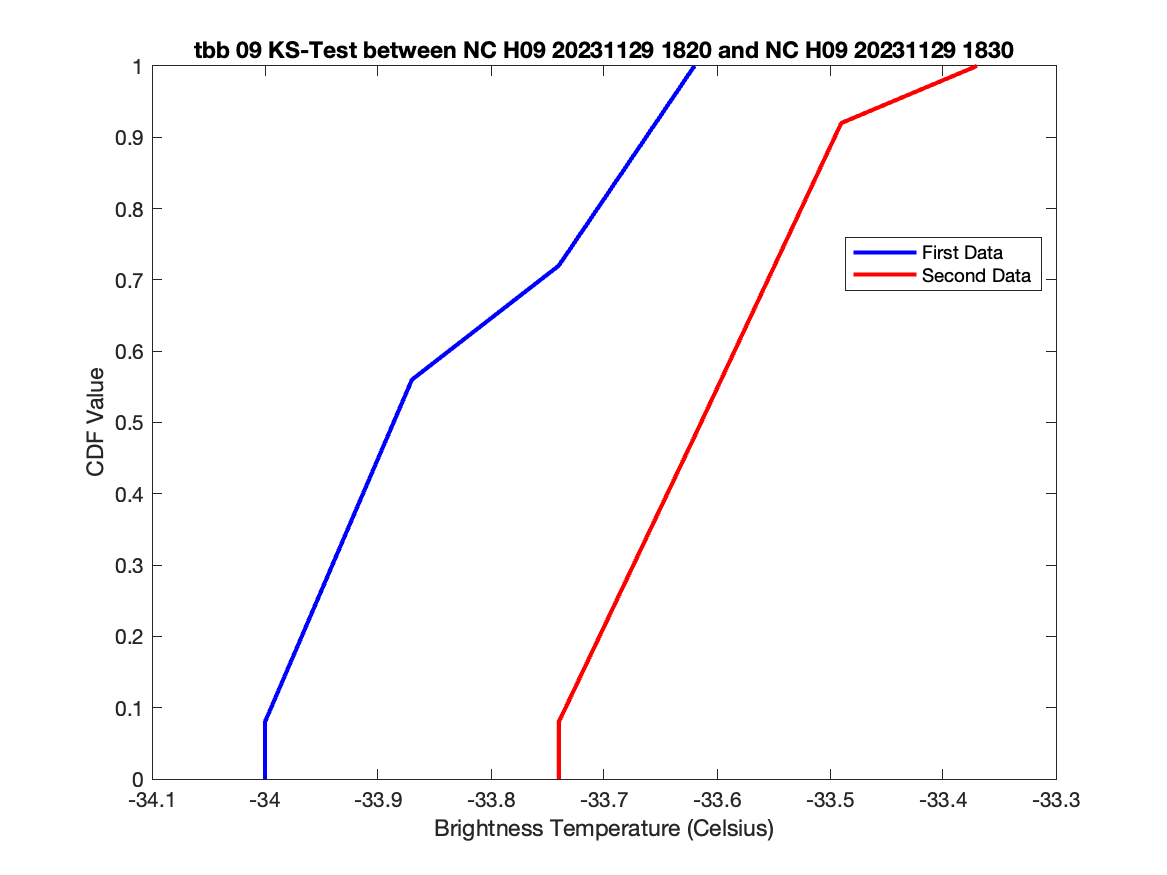 tbb 09 KS-Test between NC H09 20231129 1820 and NC H09 20231129 1830
1
0.9
0.8
0.7
0.6
0.5
0.4
0.3
0.2
0.1
0
CDF Value
First Data
Second Data
-34.1 -34 -33.9 -33.8 -33.7 -33.6 -33.5 -33.4 -33.3
Brightness Temperature (Celsius)